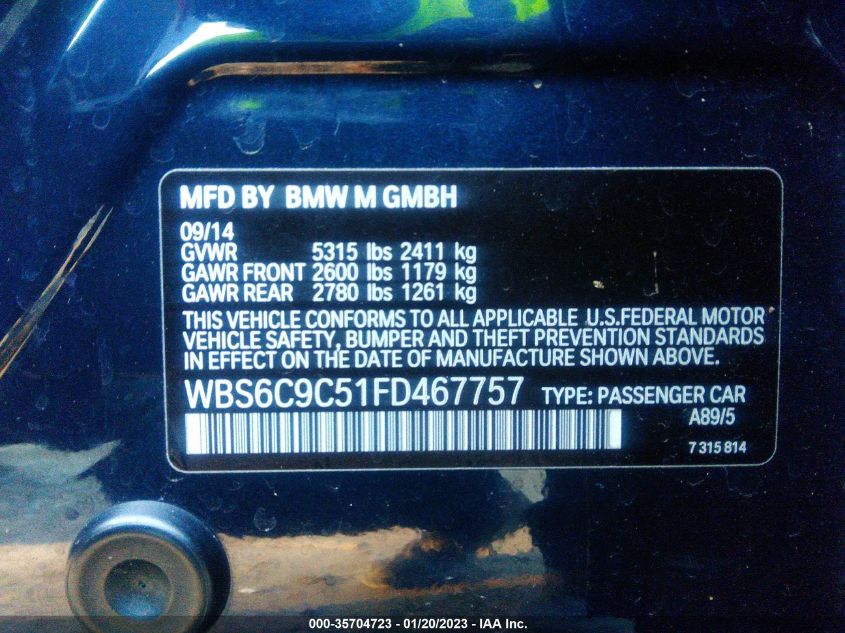 MFD BY BMW M GMBH
09/14
GVWR 5315 lbs 2411 kg
GAWR FRONT 2600 lbs 1179 kg
GAWR REAR 2780 lbs 1261 kg
THIS VEHICLE CONFORMS TO ALL APPLICABLE U.S.FEDERAL MOTOR
VEHICLE SAFETY, BUMPER AND THEFT PREVENTION STANDARDS
IN EFFECT ON THE DATE OF MANUFACTURE SHOWN ABOVE.
WBS6C9C51FD467757 TYPE: PASSENGER CAR
A89/5
7 315 814
000-35704723 - 01/20/2023 - IAA Inc.